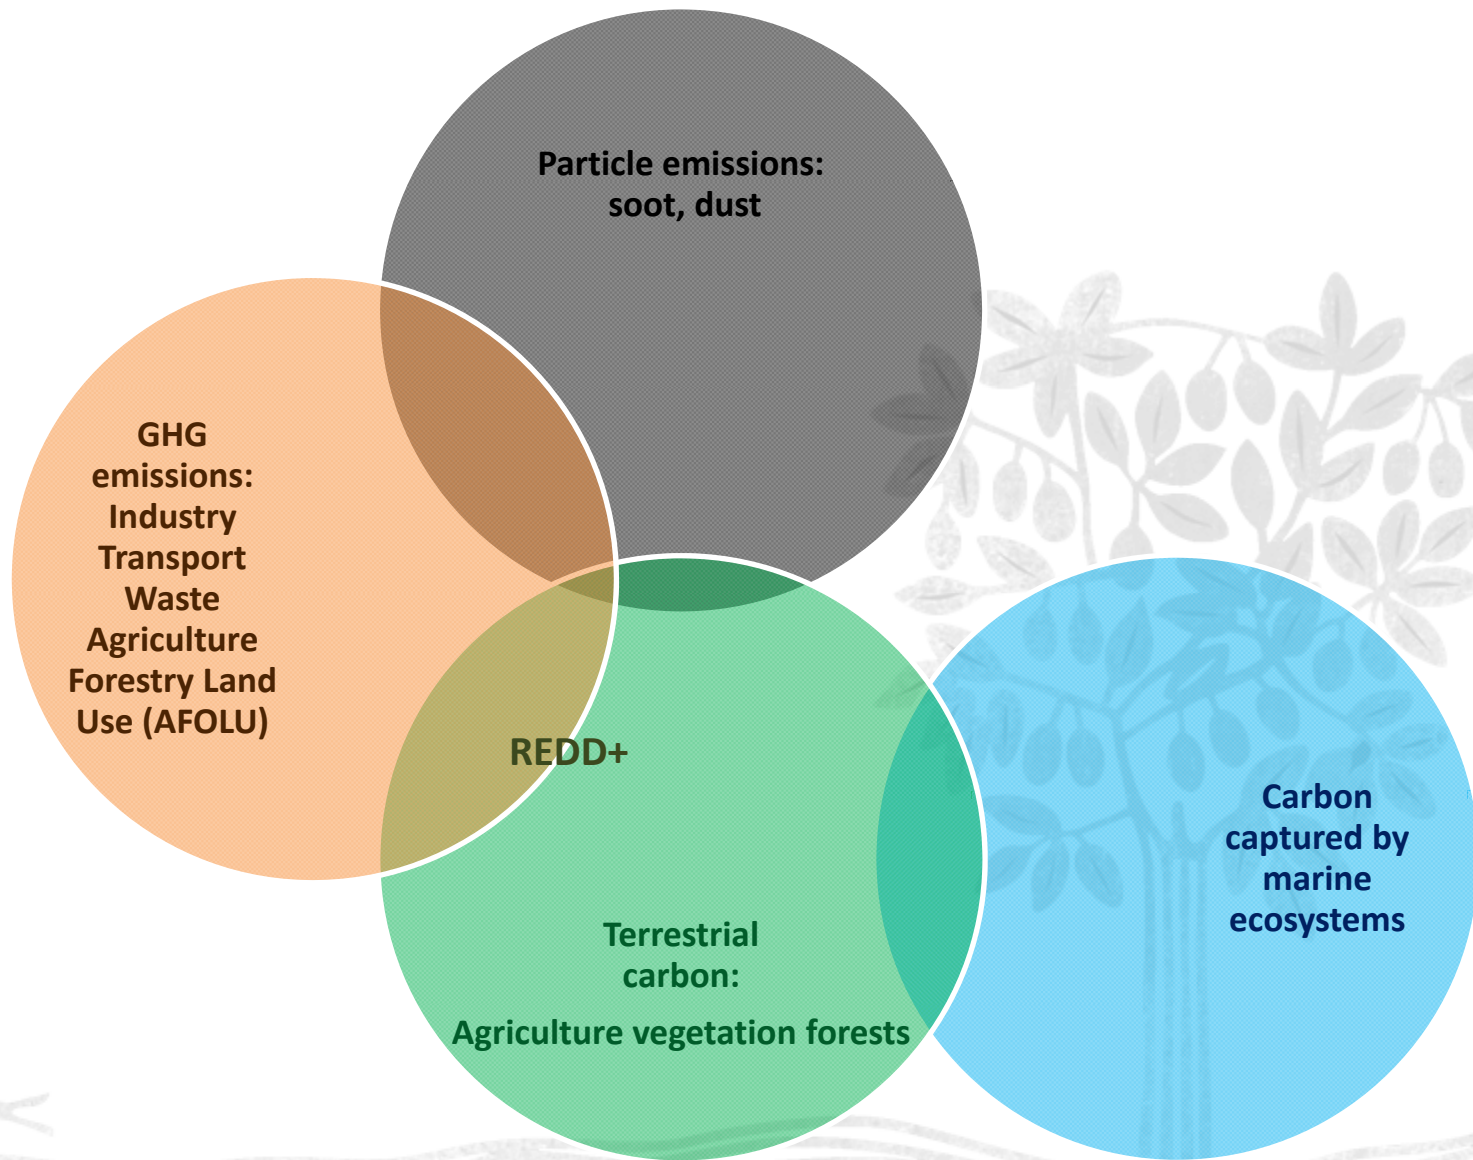 Particle emissions:
soot, dust
GHG
emissions:
Industry
Transport
Waste
Agriculture
Forestry Land
Use (AFOLU)
REDD+
Carbon
captured by
marine
ecosystems
Terrestrial
carbon:
Agriculture vegetation forests